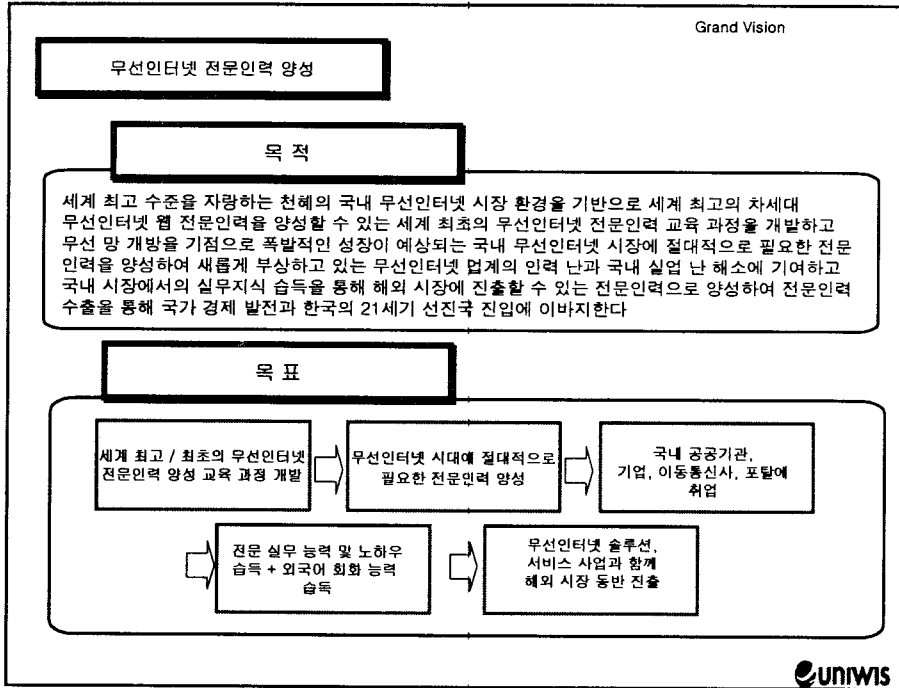 Grand Vision
무선인터넷 전문인력 양성
목 적
세계 최고 수준을 자랑하는 천혜의 국내 무선인터넷 시장 환경을 기반으로 세계 최고의 차세대
무선인터넷 웹 전문인력을 양성할 수 있는 세계 최초의 무선인터넷 전문인력 교육 과정을 개발하고
무선 망 개방을 기점으로 폭발적인 성장이 예상되는 국내 무선인터넷 시장에 절대적으로 필요한 전문
인력을 양성하여 새롭게 부상하고 있는 무선인터넷 업계의 인력 난과 국내 실업 난 해소에 기여하고
국내 시장에서의 실무지식 습득을 통해 해외 시장에 진출할 수 있는 전문인력으로 양성하여 전문인력
수출을 통해 국가 경제 발전과 한국의 21세기 선진국 진입에 이바지한다
목 표
세계 최고 / 최초의 무선인터넷
전문인력 양성 교육 과정 개발
무선인터넷 시대에 절대적으로
필요한 전문인력 양성
국내 공공기관,
기업, 이동통신사, 포탈에
취업
전문 실무 능력 및 노하우
습득 + 외국어 회화 능력
습득
무선인터넷 솔루션,
서비스 사업과 함께
해외 시장 동반 진출
UNIWIS